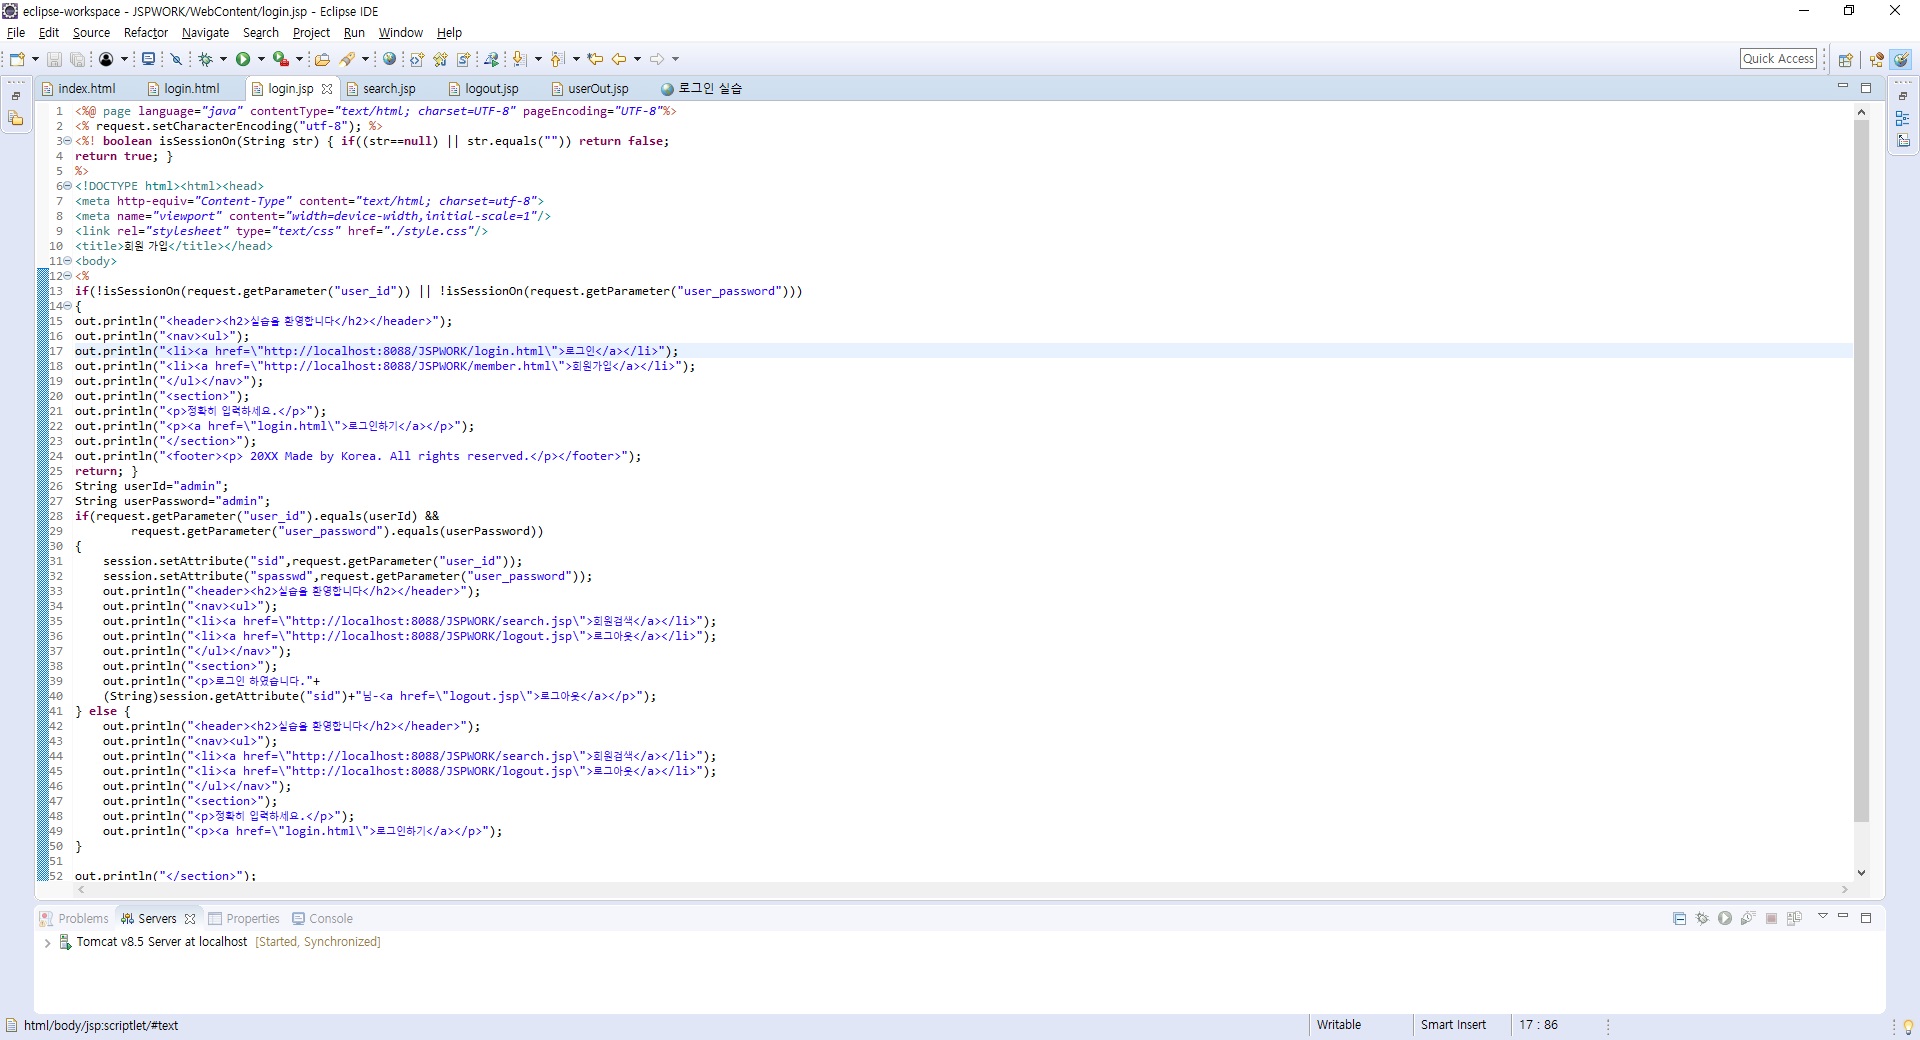 eclipse-workspace - JSPWORK/WebContent/login.jsp - Eclipse IDE
File Edit Source Refactor Navigate Search Project Run Window Help
Quick Access
index.html login.html login.jsp search.jsp logout.jsp userOut.jsp 로그인 실습
1 <%@ page language="java" contentType="text/html; charset=UTF-8" pageEncoding="UTF-8"%>
2 <% request.setCharacterEncoding("utf-8"); %>
3 <%! boolean isSessionOn(String str) { if((str==null) || str.equals("")) return false;
4 return true; }
5 %>
6 <!DOCTYPE html><html><head>
7 <meta http-equiv="Content-Type" content="text/html; charset=utf-8">
8 <meta name="viewport" content="width=device-width,initial-scale=1"/>
9 <link rel="stylesheet" type="text/css" href="./style.css"/>
10 <title>회원 가입</title></head>
11 <body>
12 <%
13 if(!isSessionOn(request.getParameter("user_id")) || !isSessionOn(request.getParameter("user_password")))
14 {
15 out.println("<header><h2>실습을 환영합니다</h2></header>");
16 out.println("<nav><ul>");
17 out.println("<li><a href=\"http://localhost:8088/JSPWORK/login.html\">로그인</a></li>");
18 out.println("<li><a href=\"http://localhost:8088/JSPWORK/member.html\">회원가입</a></li>");
19 out.println("</ul></nav>");
20 out.println("<section>");
21 out.println("<p>정확히 입력하세요.</p>");
22 out.println("<p><a href=\"login.html\">로그인하기</a></p>");
23 out.println("</section>");
24 out.println("<footer><p> 20XX Made by Korea. All rights reserved.</p></footer>");
25 return; }
26 String userId="admin";
27 String userPassword="admin";
28 if(request.getParameter("user_id").equals(userId) &&
29 request.getParameter("user_password").equals(userPassword))
30 {
31 session.setAttribute("sid",request.getParameter("user_id"));
32 session.setAttribute("spasswd",request.getParameter("user_password"));
33 out.println("<header><h2>실습을 환영합니다</h2></header>");
34 out.println("<nav><ul>");
35 out.println("<li><a href=\"http://localhost:8088/JSPWORK/search.jsp\">회원검색</a></li>");
36 out.println("<li><a href=\"http://localhost:8088/JSPWORK/logout.jsp\">로그아웃</a></li>");
37 out.println("</ul></nav>");
38 out.println("<section>");
39 out.println("<p>로그인 하였습니다."+
40 (String)session.getAttribute("sid")+"님-<a href=\"logout.jsp\">로그아웃</a></p>");
41 } else {
42 out.println("<header><h2>실습을 환영합니다</h2></header>");
43 out.println("<nav><ul>");
44 out.println("<li><a href=\"http://localhost:8088/JSPWORK/search.jsp\">회원검색</a></li>");
45 out.println("<li><a href=\"http://localhost:8088/JSPWORK/logout.jsp\">로그아웃</a></li>");
46 out.println("</ul></nav>");
47 out.println("<section>");
48 out.println("<p>정확히 입력하세요.</p>");
49 out.println("<p><a href=\"login.html\">로그인하기</a></p>");
50 }
51
52 out.println("</section>");
Problems Servers Properties Console
Tomcat v8.5 Server at localhost [Started, Synchronized]
html/body/jsp:scriptlet/#text Writable Smart Insert 17 : 86